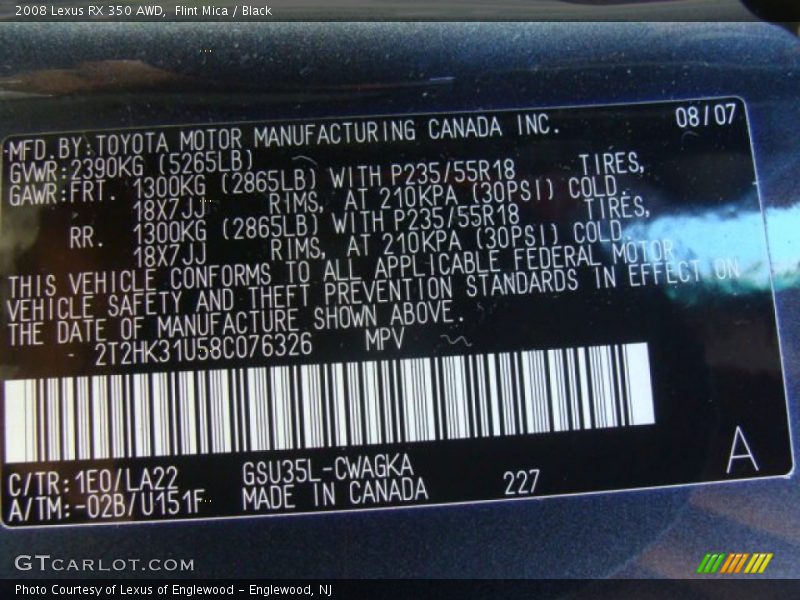 2008 Lexus RX 350 AWD, Flint Mica / Black
08/07
MFD.BY:TOYOTA MOTOR MANUFACTURING CANADA INC.
GVWR:2390KG (5265LB)
GAWR:FRT. 1300KG (2865LB) WITH P235/55R18 TIRES,
18X7JJ RIMS, AT 210KPA (30PSI) COLD.
RR. 1300KG (2865LB) WITH P235/55R18 TIRES,
18X7JJ RIMS, AT 210KPA (30PSI) COLD.
THIS VEHICLE CONFORMS TO ALL APPLICABLE FEDERAL MOTOR
VEHICLE SAFETY AND THEFT PREVENTION STANDARDS IN EFFECT ON
THE DATE OF MANUFACTURE SHOWN ABOVE.
2T2HK31U58C076326 MPV
C/TR:1E0/LA22 GSU35L-CWAGKA
A/TM:-02B/U151F MADE IN CANADA 227
A
GTCARLOT.COM
Photo Courtesy of Lexus of Englewood – Englewood, NJ